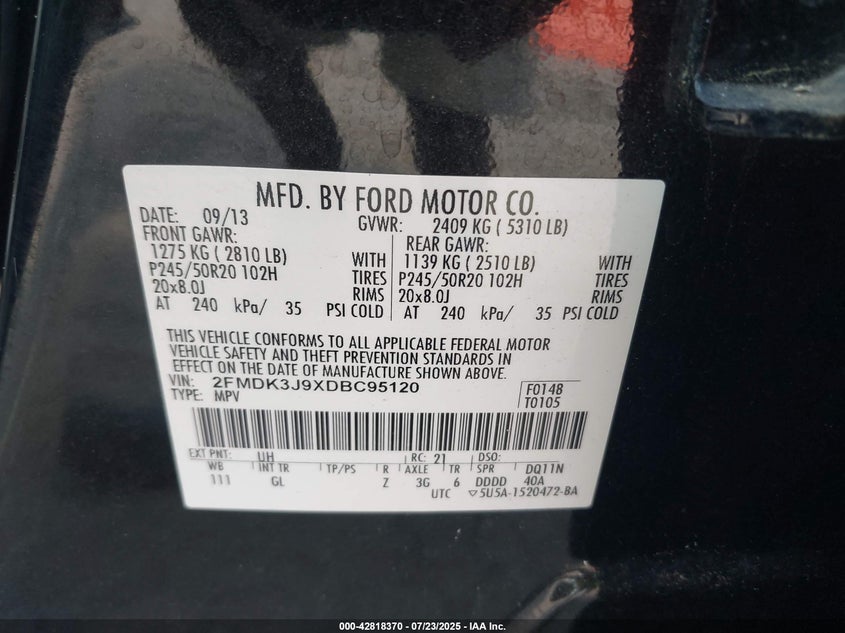 MFD. BY FORD MOTOR CO.
DATE: 09/13 GVWR: 2409 KG ( 5310 LB)
FRONT GAWR: REAR GAWR:
1275 KG ( 2810 LB) WITH 1139 KG ( 2510 LB) WITH
P245/50R20 102H TIRES P245/50R20 102H TIRES
20x8.0J RIMS 20x8.0J RIMS
AT 240 kPa/ 35 PSI COLD AT 240 kPa/ 35 PSI COLD
THIS VEHICLE CONFORMS TO ALL APPLICABLE FEDERAL MOTOR
VEHICLE SAFETY AND THEFT PREVENTION STANDARDS IN
EFFECT ON THE DATE OF MANUFACTURE SHOWN ABOVE.
VIN: 2FMDK3J9XDBC95120 F0148
TYPE: MPV T0105
EXT PNT: UH RC: 21 DSO:
WB INT TR TP/PS R AXLE TR SPR DQ11N
111 GL Z 3G 6 DDDD 40A
UTC ▽5U5A-1520472-BA
000-42818370 - 07/23/2025 - IAA Inc.